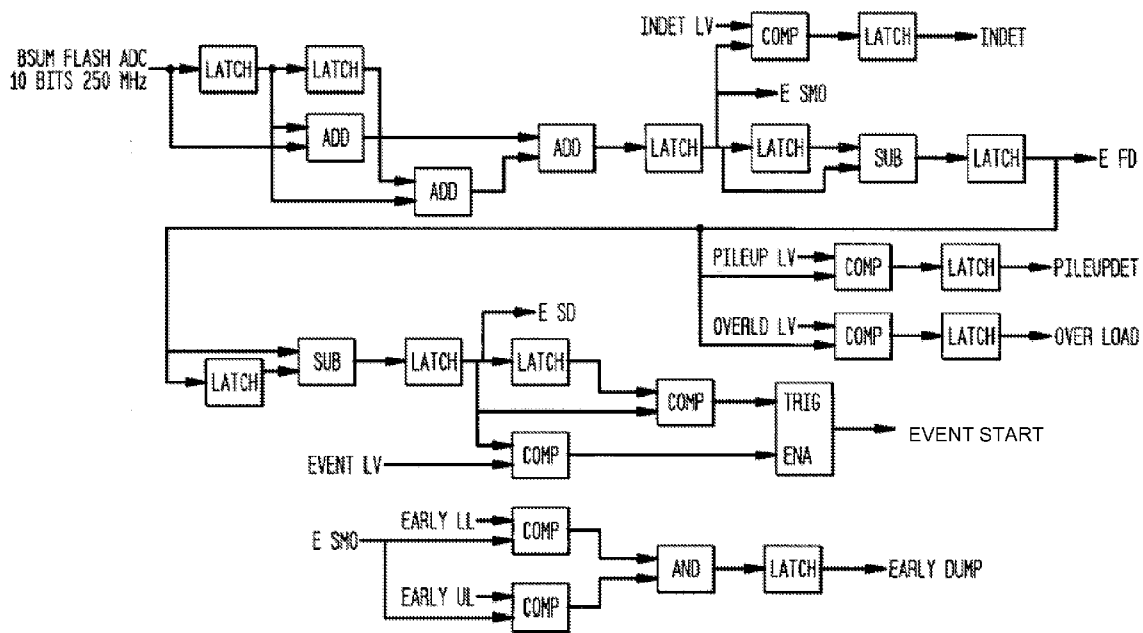 INDET LV
COMP
LATCH
INDET
BSUM FLASH ADC
10 BITS 250 MHz
LATCH
LATCH
E SMO
ADD
ADD
LATCH
LATCH
SUB
LATCH
E FD
ADD
PILEUP LV
COMP
LATCH
PILEUPDET
E SD
OVERLD LV
COMP
LATCH
OVER LOAD
SUB
LATCH
LATCH
LATCH
COMP
TRIG
EVENT START
EVENT LV
COMP
ENA
EARLY LL
COMP
E SMO
AND
LATCH
EARLY DUMP
EARLY UL
COMP